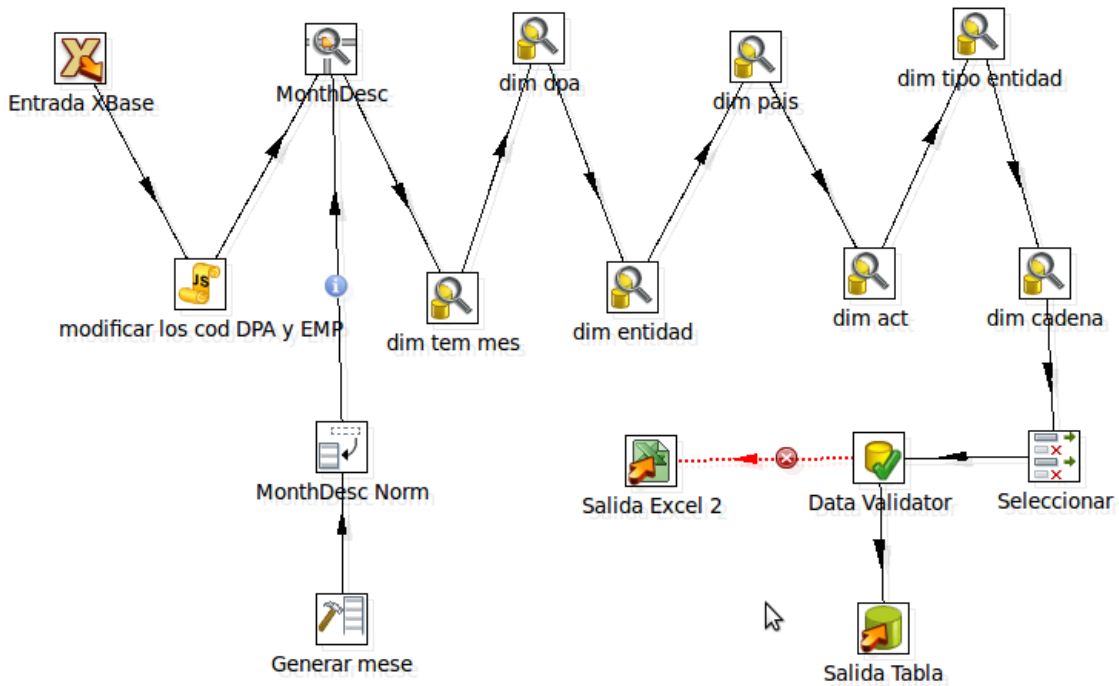 Entrada XBase
MonthDesc
dim dpa
dim pais
dim tipo entidad
JS
modificar los cod DPA y EMP
dim tem mes
dim entidad
dim act
dim cadena
MonthDesc Norm
Salida Excel 2
Data Validator
Seleccionar
Generar mese
Salida Tabla